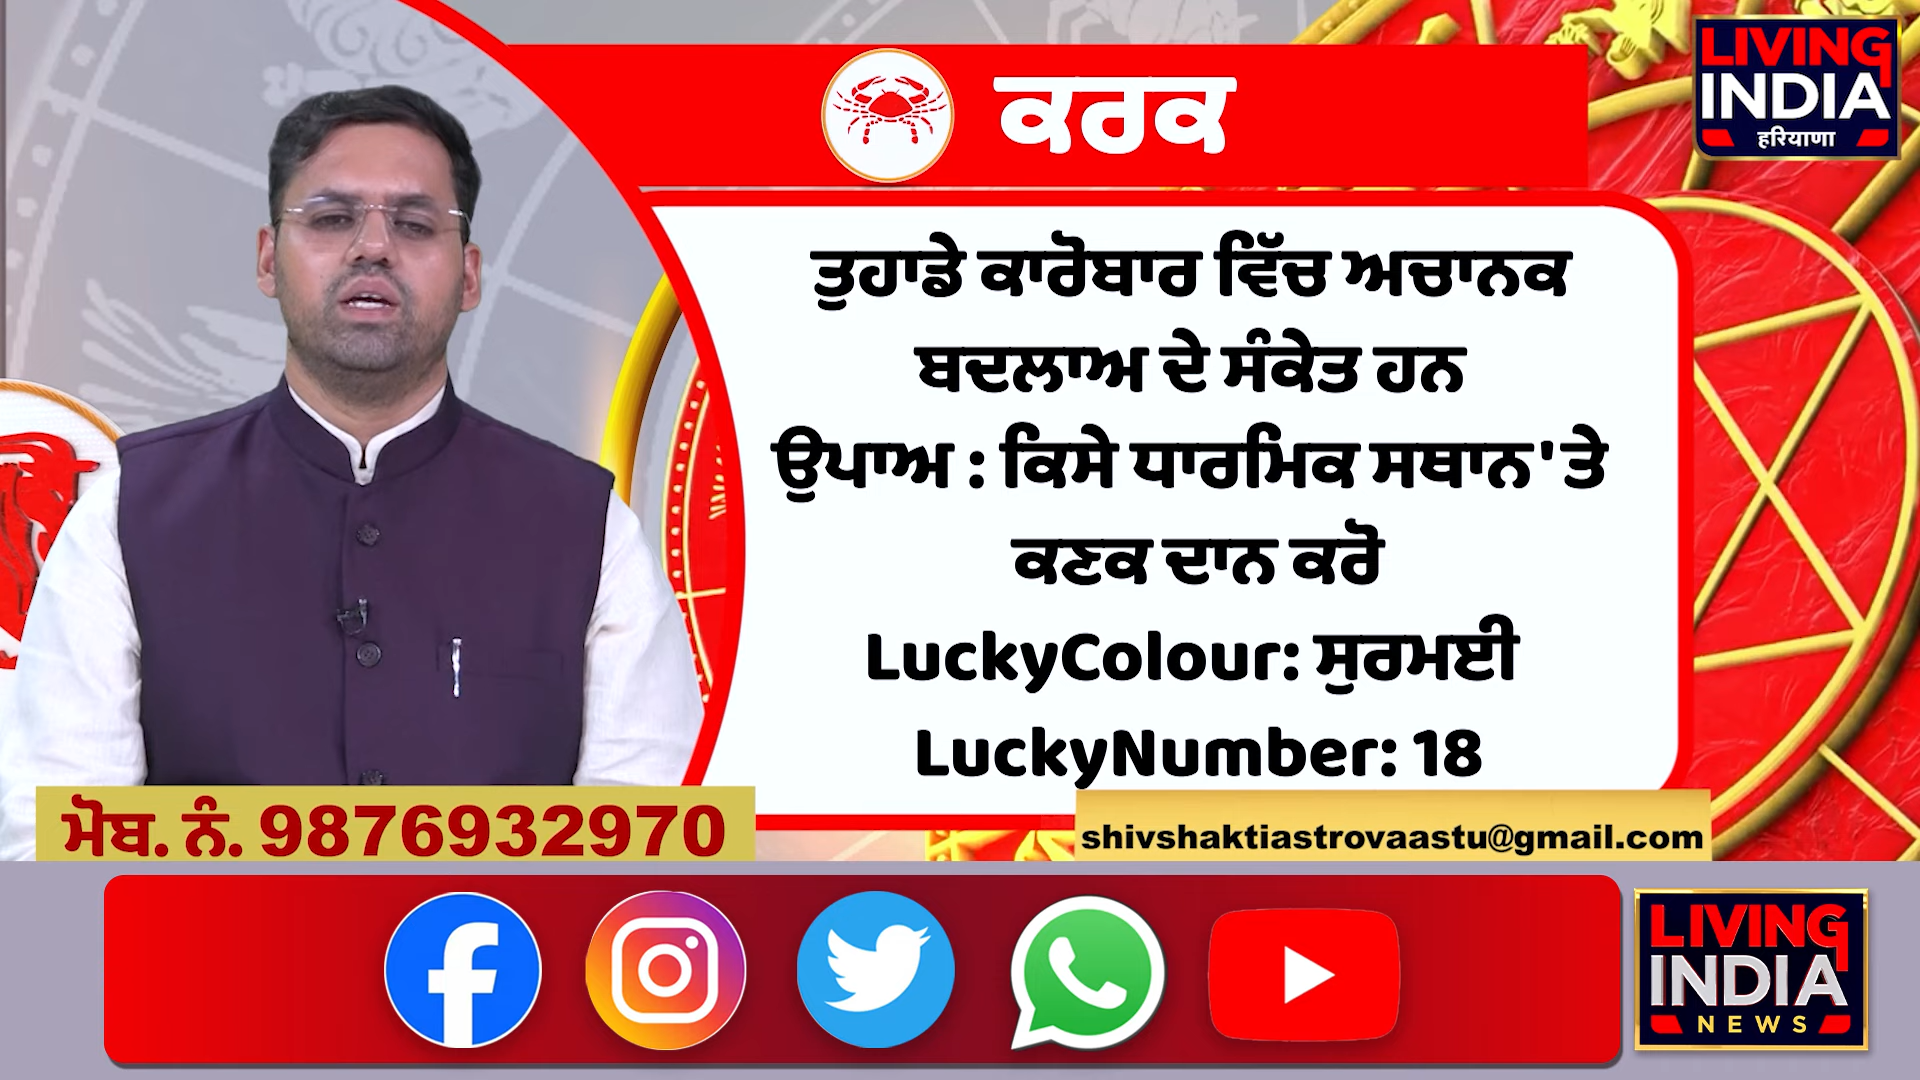 ਕਰਕ
LIVING
INDIA
हरियाणा
ਤੁਹਾਡੇ ਕਾਰੋਬਾਰ ਵਿੱਚ ਅਚਾਨਕ
ਬਦਲਾਅ ਦੇ ਸੰਕੇਤ ਹਨ
ਉਪਾਅ : ਕਿਸੇ ਧਾਰਮਿਕ ਸਥਾਨ 'ਤੇ
ਕਣਕ ਦਾਨ ਕਰੋ
LuckyColour: ਸੁਰਮਈ
LuckyNumber: 18
ਮੋਬ. ਨੰ. 9876932970
shivshaktiastrovaastu@gmail.com
LIVING
INDIA
NEWS